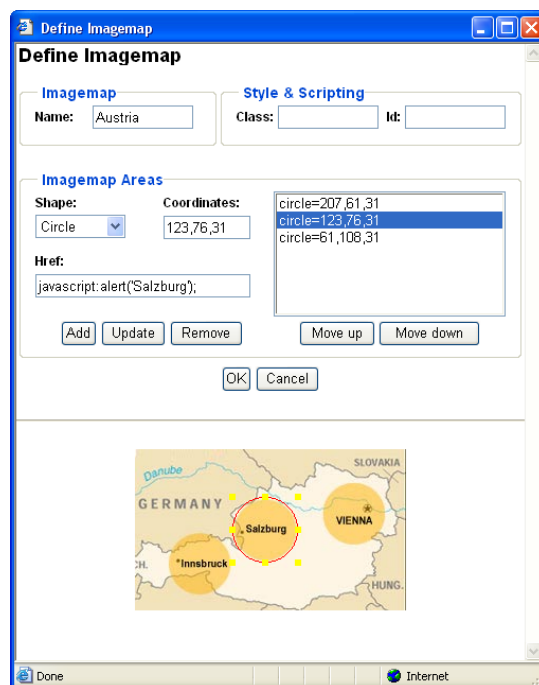 Define Imagemap
Define Imagemap
Imagemap
Name: Austria
Style & Scripting
Class: Id:
Imagemap Areas
Shape: Coordinates:
Circle 123,76,31
Href:
javascript:alert('Salzburg');
circle=207,61,31
circle=123,76,31
circle=61,108,31
Add Update Remove Move up Move down
OK Cancel
Danube
SLOVAKIA
GERMANY
VIENNA
Salzburg
Innsbruck
CH.
HUNG.
Done Internet